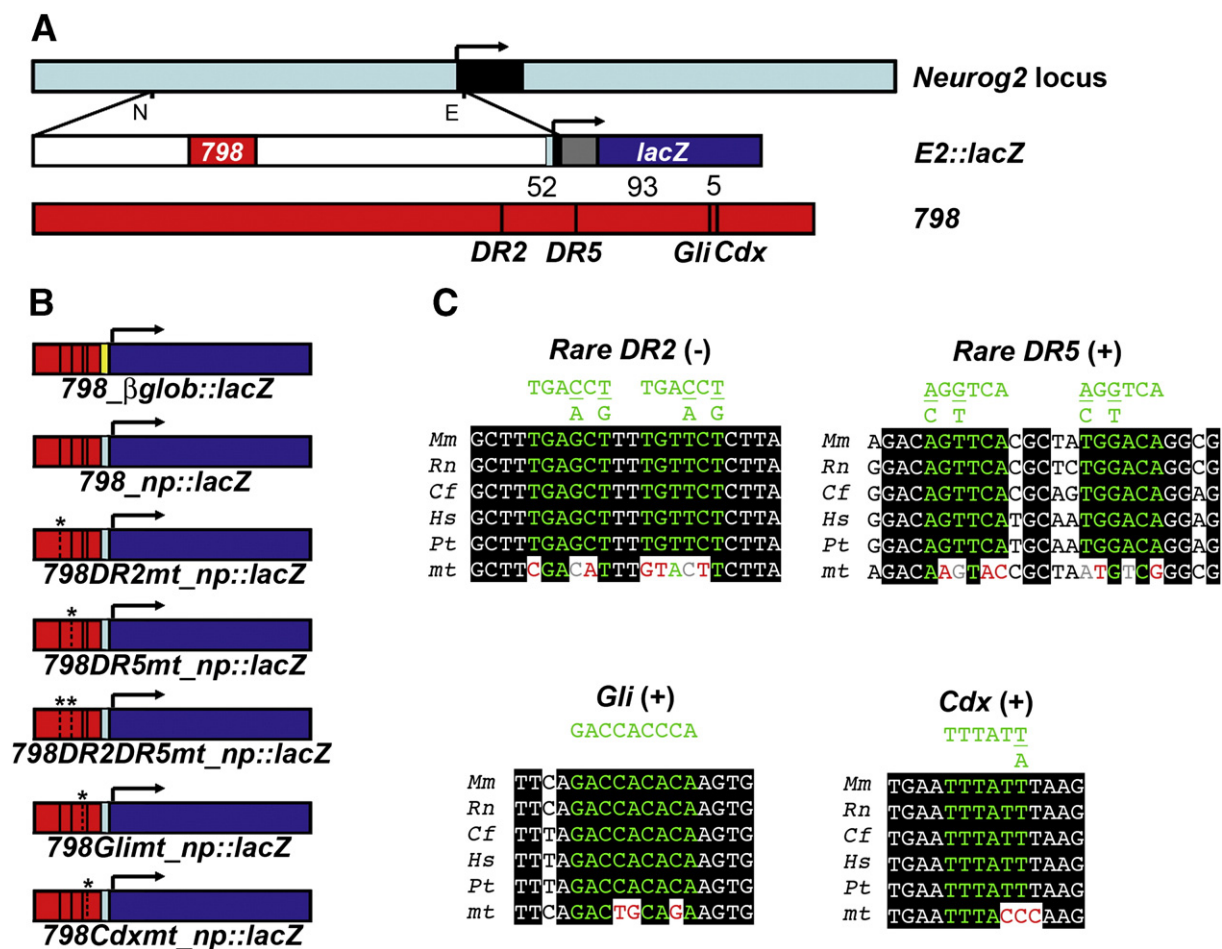 A
Neurog2 locus
N E
798 lacZ E2::lacZ
52 93 5
798
DR2 DR5 Gli Cdx
B
798_βglob::lacZ
798_np::lacZ
*
798DR2mt_np::lacZ
*
798DR5mt_np::lacZ
**
798DR2DR5mt_np::lacZ
*
798Glimt_np::lacZ
*
798Cdxmt_np::lacZ
C
Rare DR2 (-)
TGACCT TGACCT
A G A G
Mm GCTTTGAGCTTTTGTTCTCTTA
Rn GCTTTGAGCTTTTGTTCTCTTA
Cf GCTTTGAGCTTTTGTTCTCTTA
Hs GCTTTGAGCTTTTGTTCTCTTA
Pt GCTTTGAGCTTTTGTTCTCTTA
mt GCTTCGACATTTGTACTTCTTA
Rare DR5 (+)
AGGTCA AGGTCA
C T C T
Mm AGACAGTTCACGCTATGGACAGGCG
Rn GGACAGTTCACGCTCTGGACAGGCG
Cf GGACAGTTCACGCAGTGGACAGGAG
Hs GGACAGTTCATGCAATGGACAGGAG
Pt GGACAGTTCATGCAATGGACAGGAG
mt AGACAAGTACCGCTAATGTCGGGCG
Gli (+)
GACCACCCA
Mm TTCAGACCACACAAGTG
Rn TTCAGACCACACAAGTG
Cf TTTAGACCACACAAGTG
Hs TTTAGACCACACAAGTG
Pt TTTAGACCACACAAGTG
mt TTCAGACTGCAGAAGTG
Cdx (+)
TTTATT
A
Mm TGAATTTATTTAAG
Rn TGAATTTATTTAAG
Cf TGAATTTATTTAAG
Hs TGAATTTATTTAAG
Pt TGAATTTATTTAAG
mt TGAATTTACCCAAG